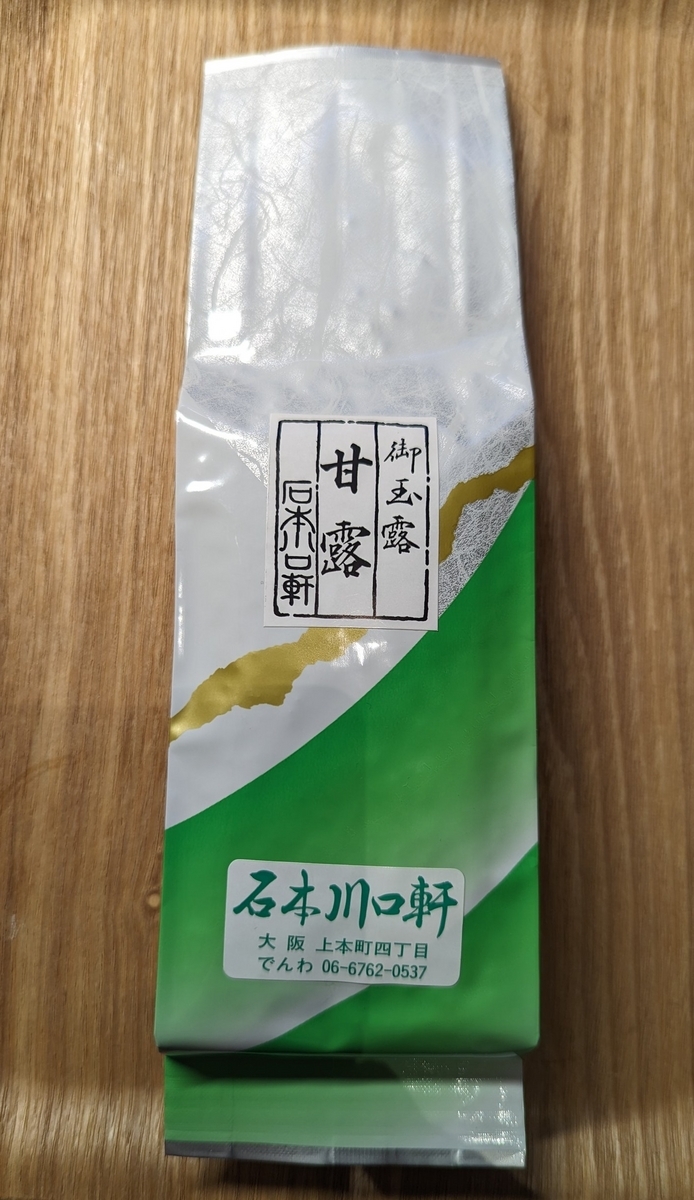 御玉露
甘露
石本川口軒
石本川口軒
大阪 上本町四丁目
でんわ 06-6762-0537